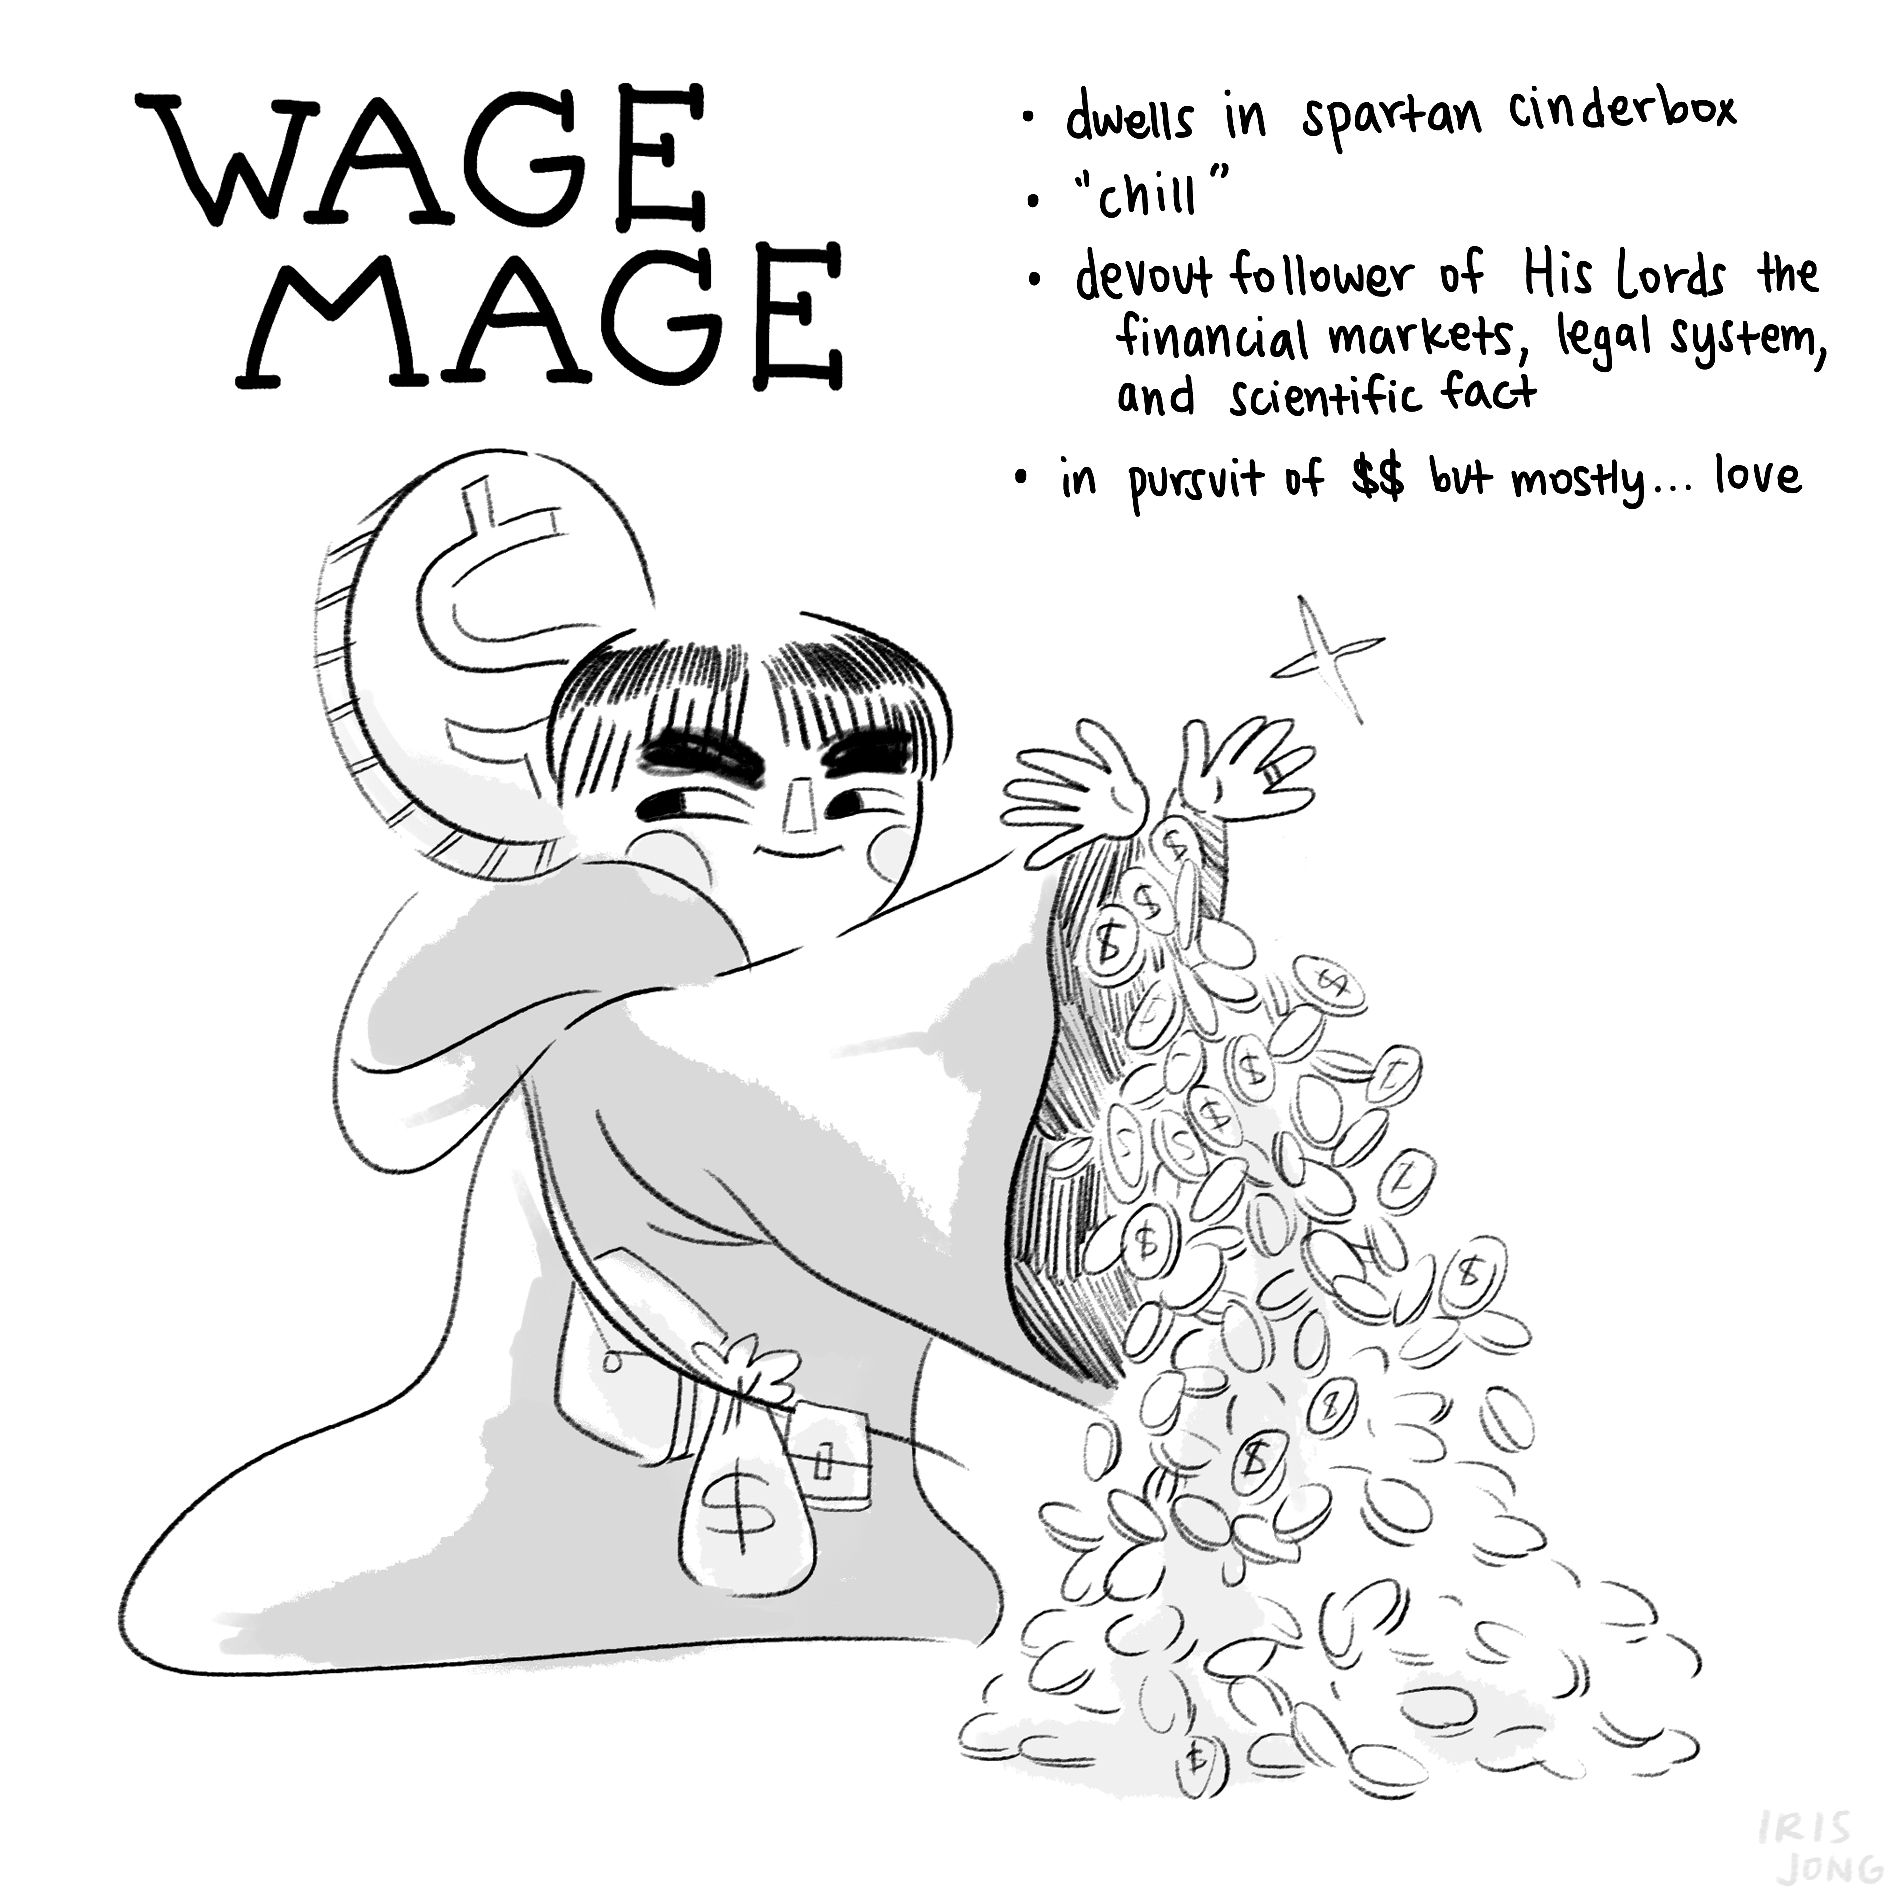 WAGE
MAGE
• dwells in spartan cinderbox
• "chill"
• devout follower of His Lords the
financial markets, legal system,
and scientific fact
• in pursuit of $$ but mostly... love
$
$
$
$
$
$
$
$
$
$
$
$
$
IRIS
JONG